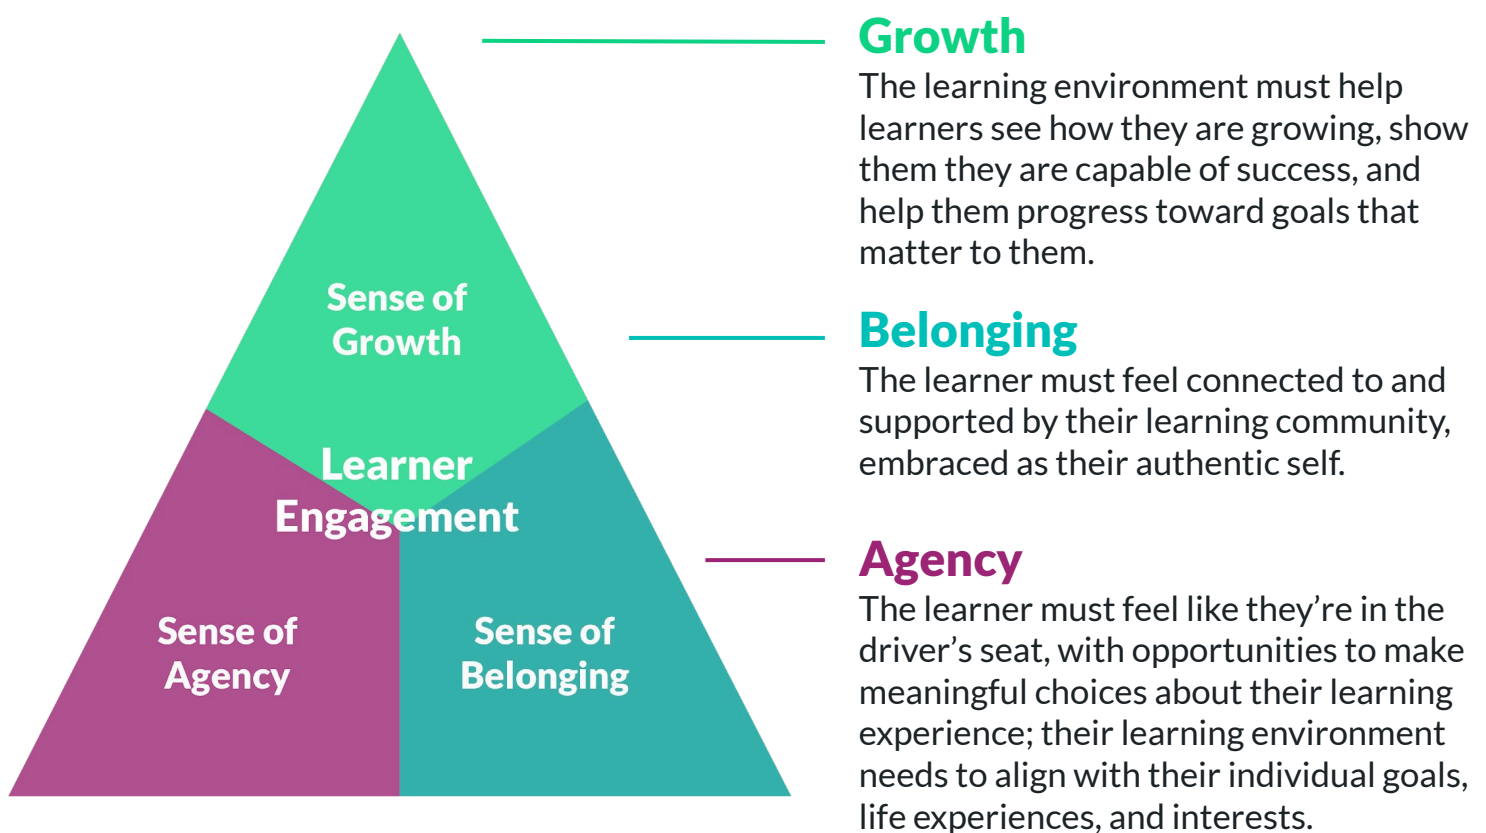 Sense of
Growth
Learner
Engagement
Sense of
Agency
Sense of
Belonging
Growth
The learning environment must help
learners see how they are growing, show
them they are capable of success, and
help them progress toward goals that
matter to them.
Belonging
The learner must feel connected to and
supported by their learning community,
embraced as their authentic self.
Agency
The learner must feel like they’re in the
driver’s seat, with opportunities to make
meaningful choices about their learning
experience; their learning environment
needs to align with their individual goals,
life experiences, and interests.